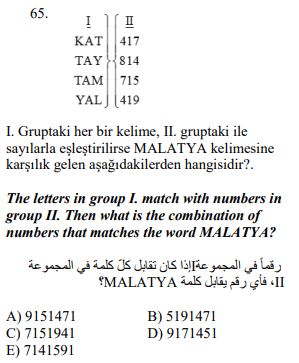 65.
I II
KAT 417
TAY 814
TAM 715
YAL 419
I. Gruptaki her bir kelime, II. gruptaki ile
sayılarla eşleştirilirse MALATYA kelimesine
karşılık gelen aşağıdakilerden hangisidir?.
The letters in group I. match with numbers in
group II. Then what is the combination of
numbers that matches the word MALATYA?
رقماً في المجموعةIإذا كان تقابل كلّ كلمة في المجموعة
II، فأي رقم يقابل كلمة MALATYA؟
A) 9151471 B) 5191471
C) 7151941 D) 9171451
E) 7141591